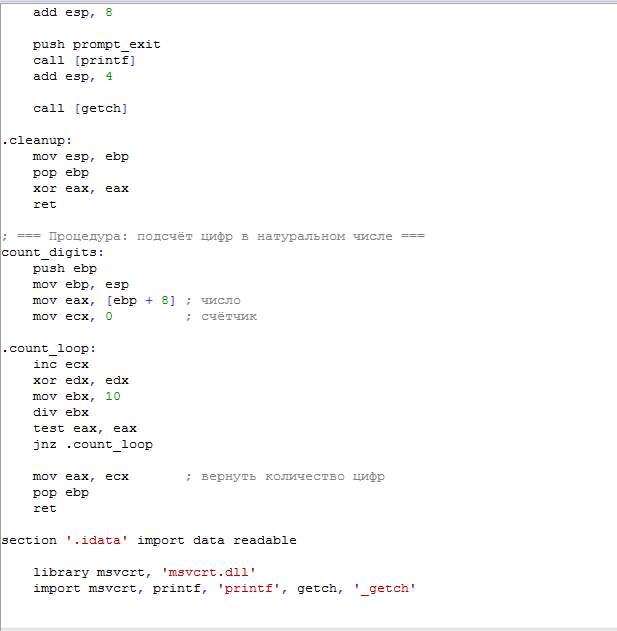 add esp, 8
push prompt_exit
call [printf]
add esp, 4
call [getch]
.cleanup:
mov esp, ebp
pop ebp
xor eax, eax
ret
; === Процедура: подсчёт цифр в натуральном числе ===
count_digits:
push ebp
mov ebp, esp
mov eax, [ebp + 8] ; число
mov ecx, 0 ; счётчик
.count_loop:
inc ecx
xor edx, edx
mov ebx, 10
div ebx
test eax, eax
jnz .count_loop
mov eax, ecx ; вернуть количество цифр
pop ebp
ret
section '.idata' import data readable
library msvcrt, 'msvcrt.dll'
import msvcrt, printf, 'printf', getch, '_getch'